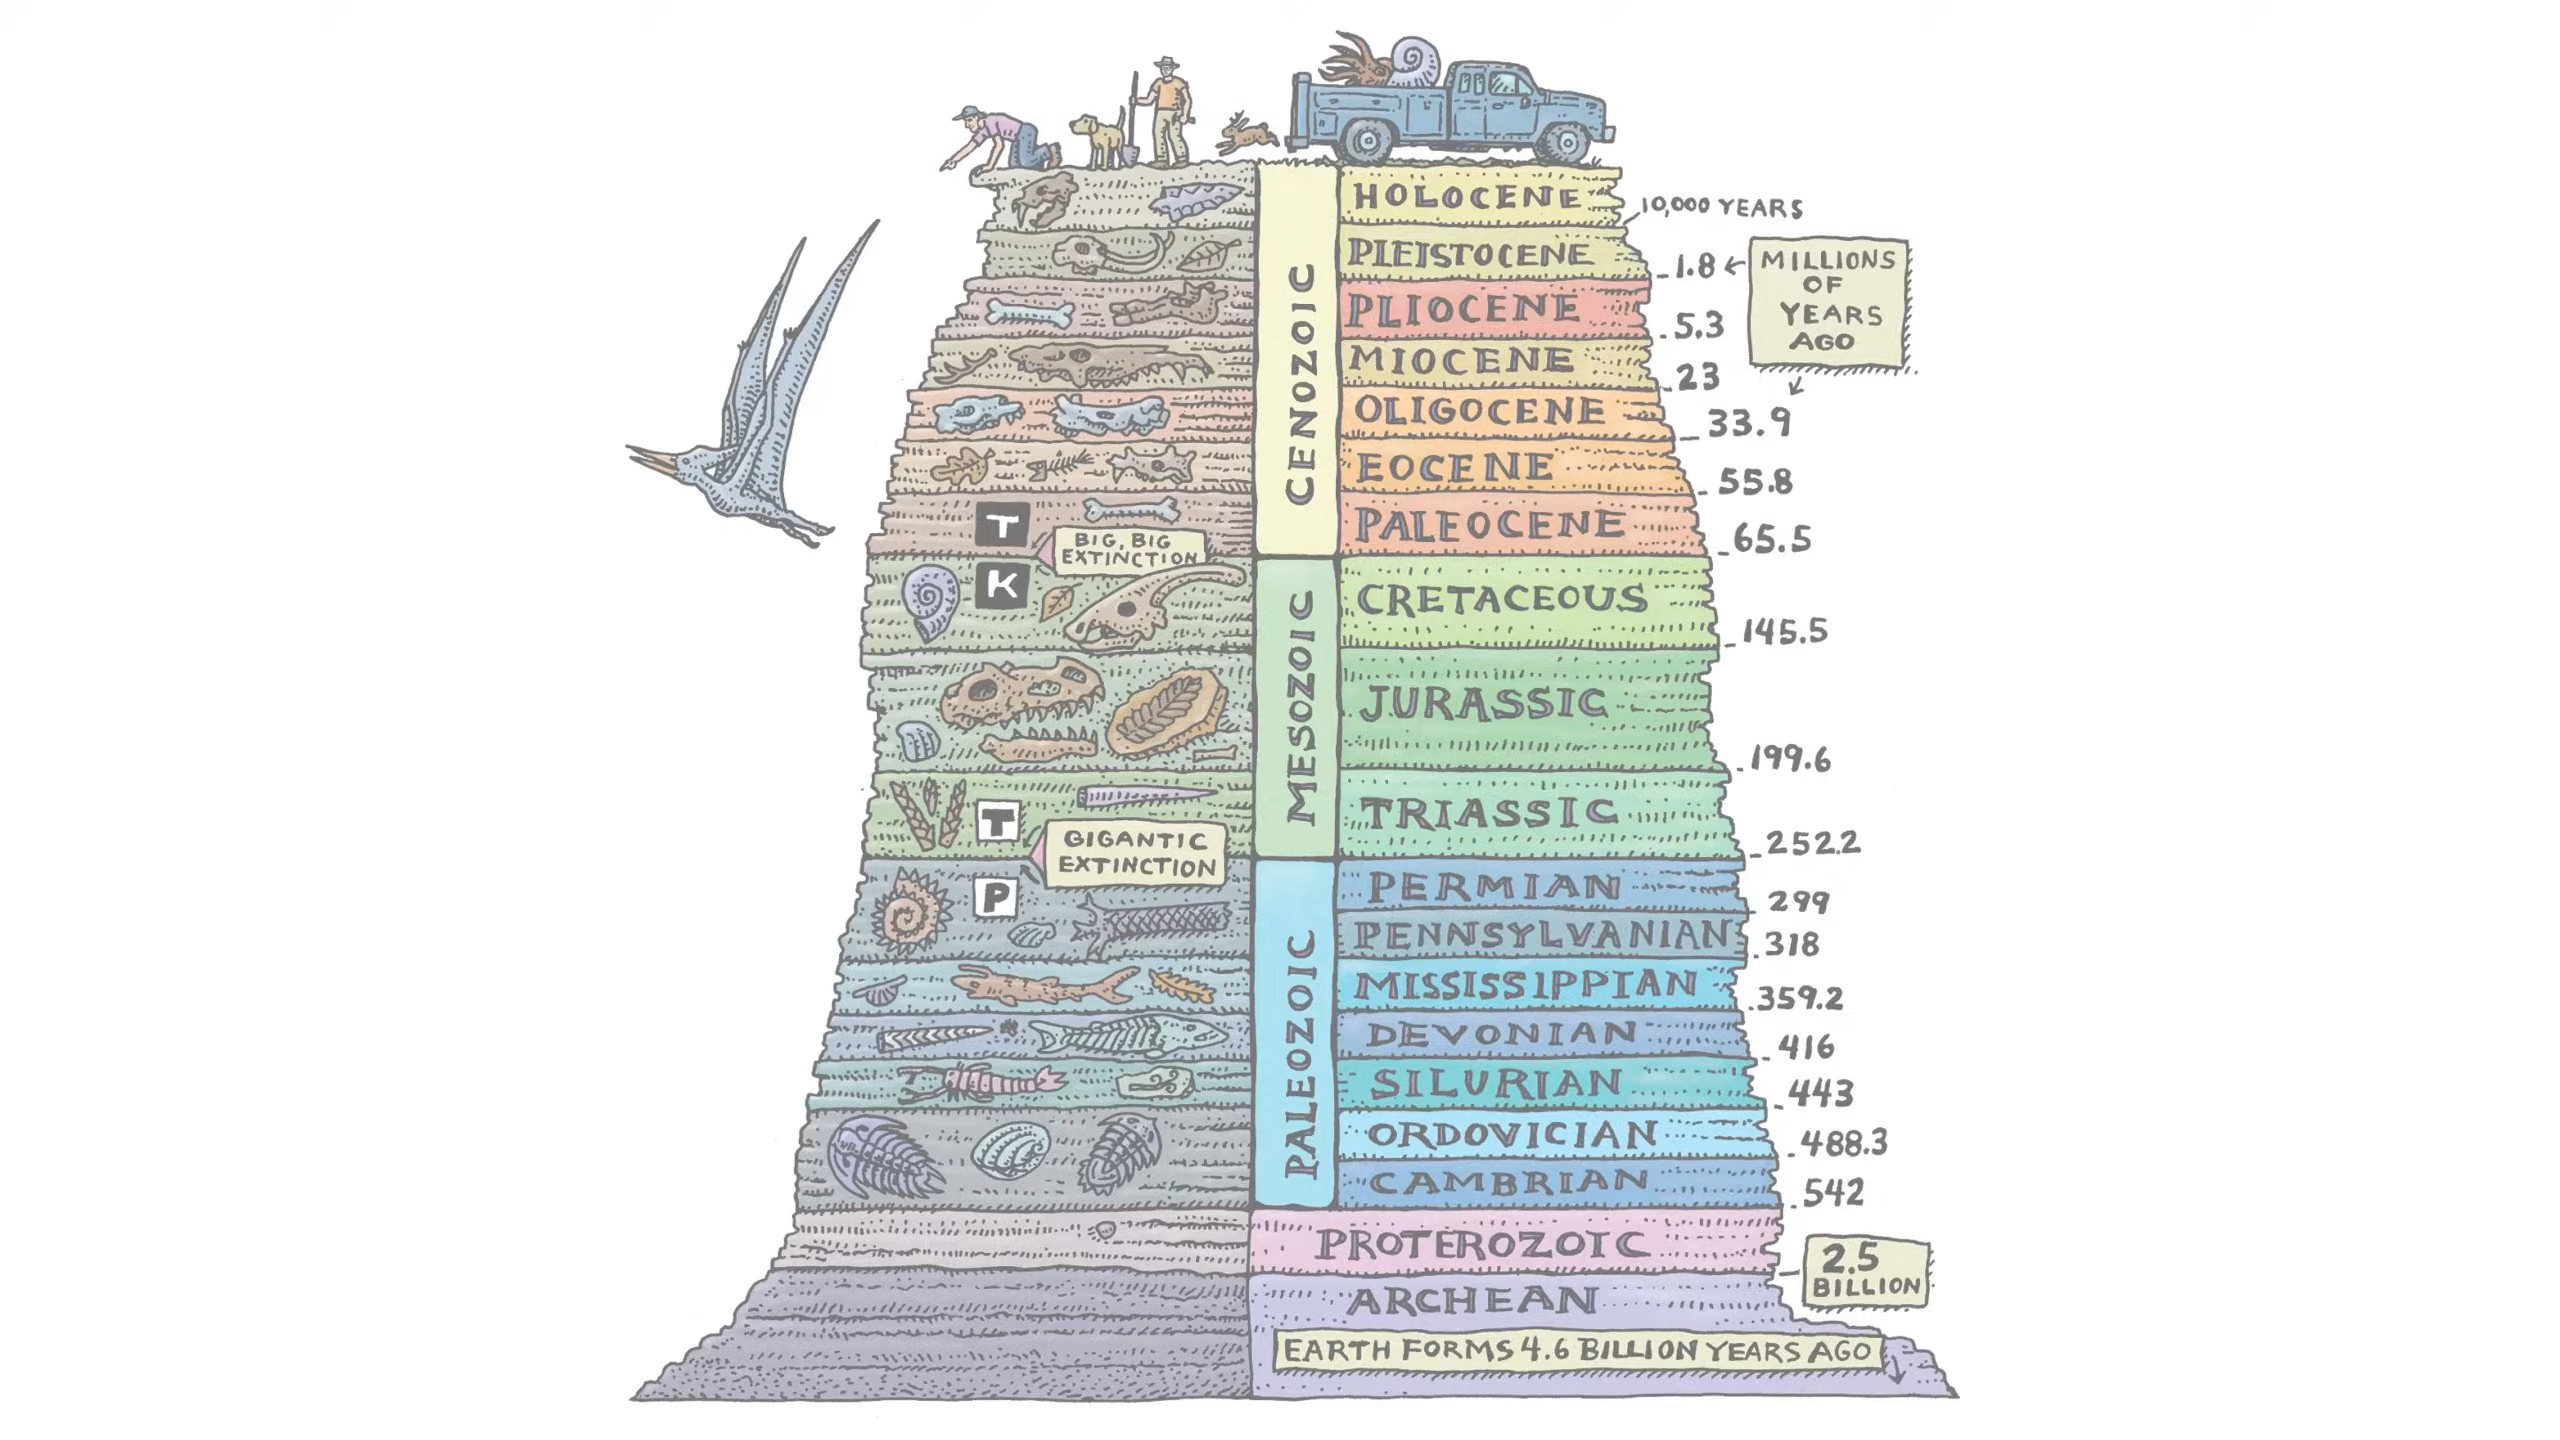 HOLOCENE
10,000 YEARS
PLEISTOCENE
1.8
MILLIONS
OF
YEARS
AGO
PLIOCENE
5.3
MIOCENE
23
OLIGOCENE
33.9
EOCENE
55.8
PALEOCENE
65.5
CENOZOIC
T
BIG, BIG
EXTINCTION
K
CRETACEOUS
145.5
JURASSIC
199.6
TRIASSIC
252.2
MESOZOIC
T
GIGANTIC
EXTINCTION
P
PERMIAN
299
PENNSYLVANIAN
318
MISSISSIPPIAN
359.2
DEVONIAN
416
SILURIAN
443
ORDOVICIAN
488.3
CAMBRIAN
542
PALEOZOIC
PROTEROZOIC
2.5
BILLION
ARCHEAN
EARTH FORMS 4.6 BILLION YEARS AGO